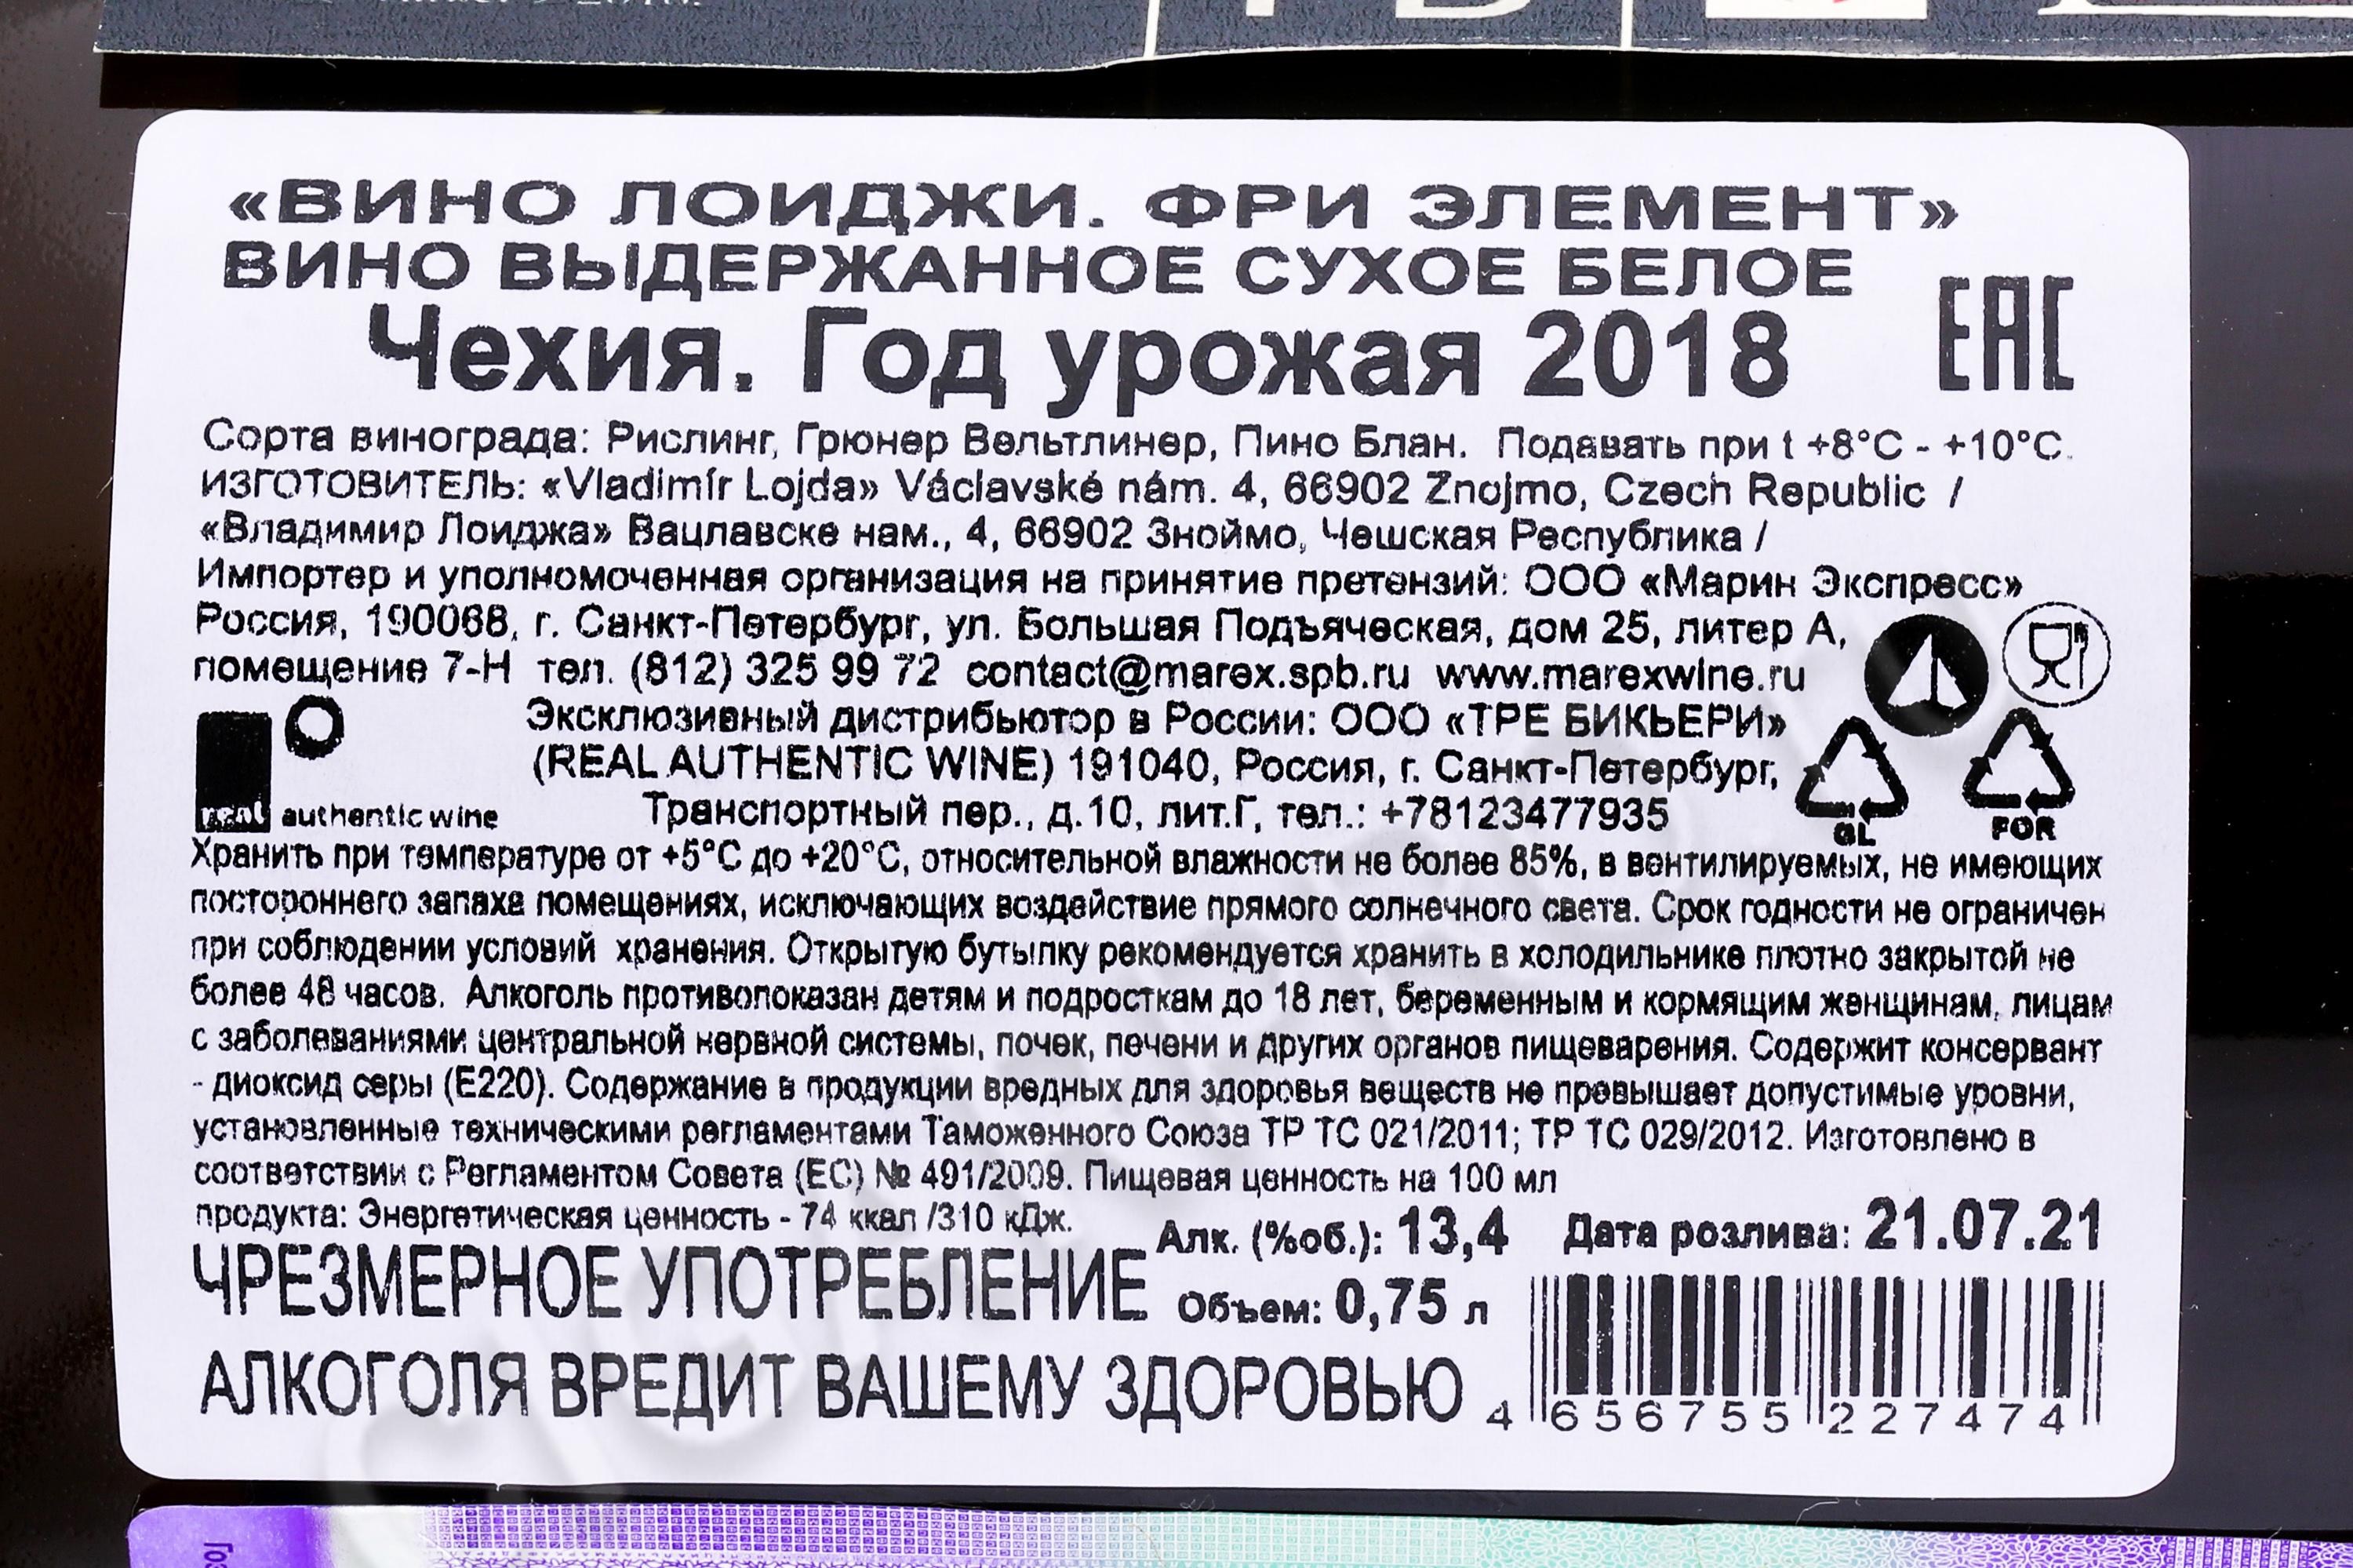 «ВИНО ЛОИДЖИ. ФРИ ЭЛЕМЕНТ»
ВИНО ВЫДЕРЖАННОЕ СУХОЕ БЕЛОЕ
Чехия. Год урожая 2018
EAC
Сорта винограда: Рислинг, Грюнер Вельтлинер, Пино Блан. Подавать при t +8°C - +10°C.
ИЗГОТОВИТЕЛЬ: «Vladimír Lojda» Václavské nám. 4, 66902 Znojmo, Czech Republic /
«Владимир Лоиджа» Вацлавске нам., 4, 66902 Зноймо, Чешская Республика /
Импортер и уполномоченная организация на принятие претензий: ООО «Марин Экспресс»
Россия, 190068, г. Санкт-Петербург, ул. Большая Подъяческая, дом 25, литер А,
помещение 7-Н тел. (812) 325 99 72 contact@marex.spb.ru www.marexwine.ru
Эксклюзивный дистрибьютор в России: ООО «ТРЕ БИКЬЕРИ»
(REAL AUTHENTIC WINE) 191040, Россия, г. Санкт-Петербург,
Транспортный пер., д.10, лит.Г, тел.: +78123477935
REAL authentic wine
GL
FOR
Хранить при температуре от +5°C до +20°C, относительной влажности не более 85%, в вентилируемых, не имеющих
постороннего запаха помещениях, исключающих воздействие прямого солнечного света. Срок годности не ограничен
при соблюдении условий хранения. Открытую бутылку рекомендуется хранить в холодильнике плотно закрытой не
более 48 часов. Алкоголь противопоказан детям и подросткам до 18 лет, беременным и кормящим женщинам, лицам
с заболеваниями центральной нервной системы, почек, печени и других органов пищеварения. Содержит консервант
- диоксид серы (E220). Содержание в продукции вредных для здоровья веществ не превышает допустимые уровни,
установленные техническими регламентами Таможенного Союза ТР ТС 021/2011; ТР ТС 029/2012. Изготовлено в
соответствии с Регламентом Совета (ЕС) № 491/2009. Пищевая ценность на 100 мл
продукта: Энергетическая ценность - 74 ккал /310 кДж.
Алк. (%об.): 13,4 Дата розлива: 21.07.21
ЧРЕЗМЕРНОЕ УПОТРЕБЛЕНИЕ
Объем: 0,75 л
АЛКОГОЛЯ ВРЕДИТ ВАШЕМУ ЗДОРОВЬЮ
4 656755 227474